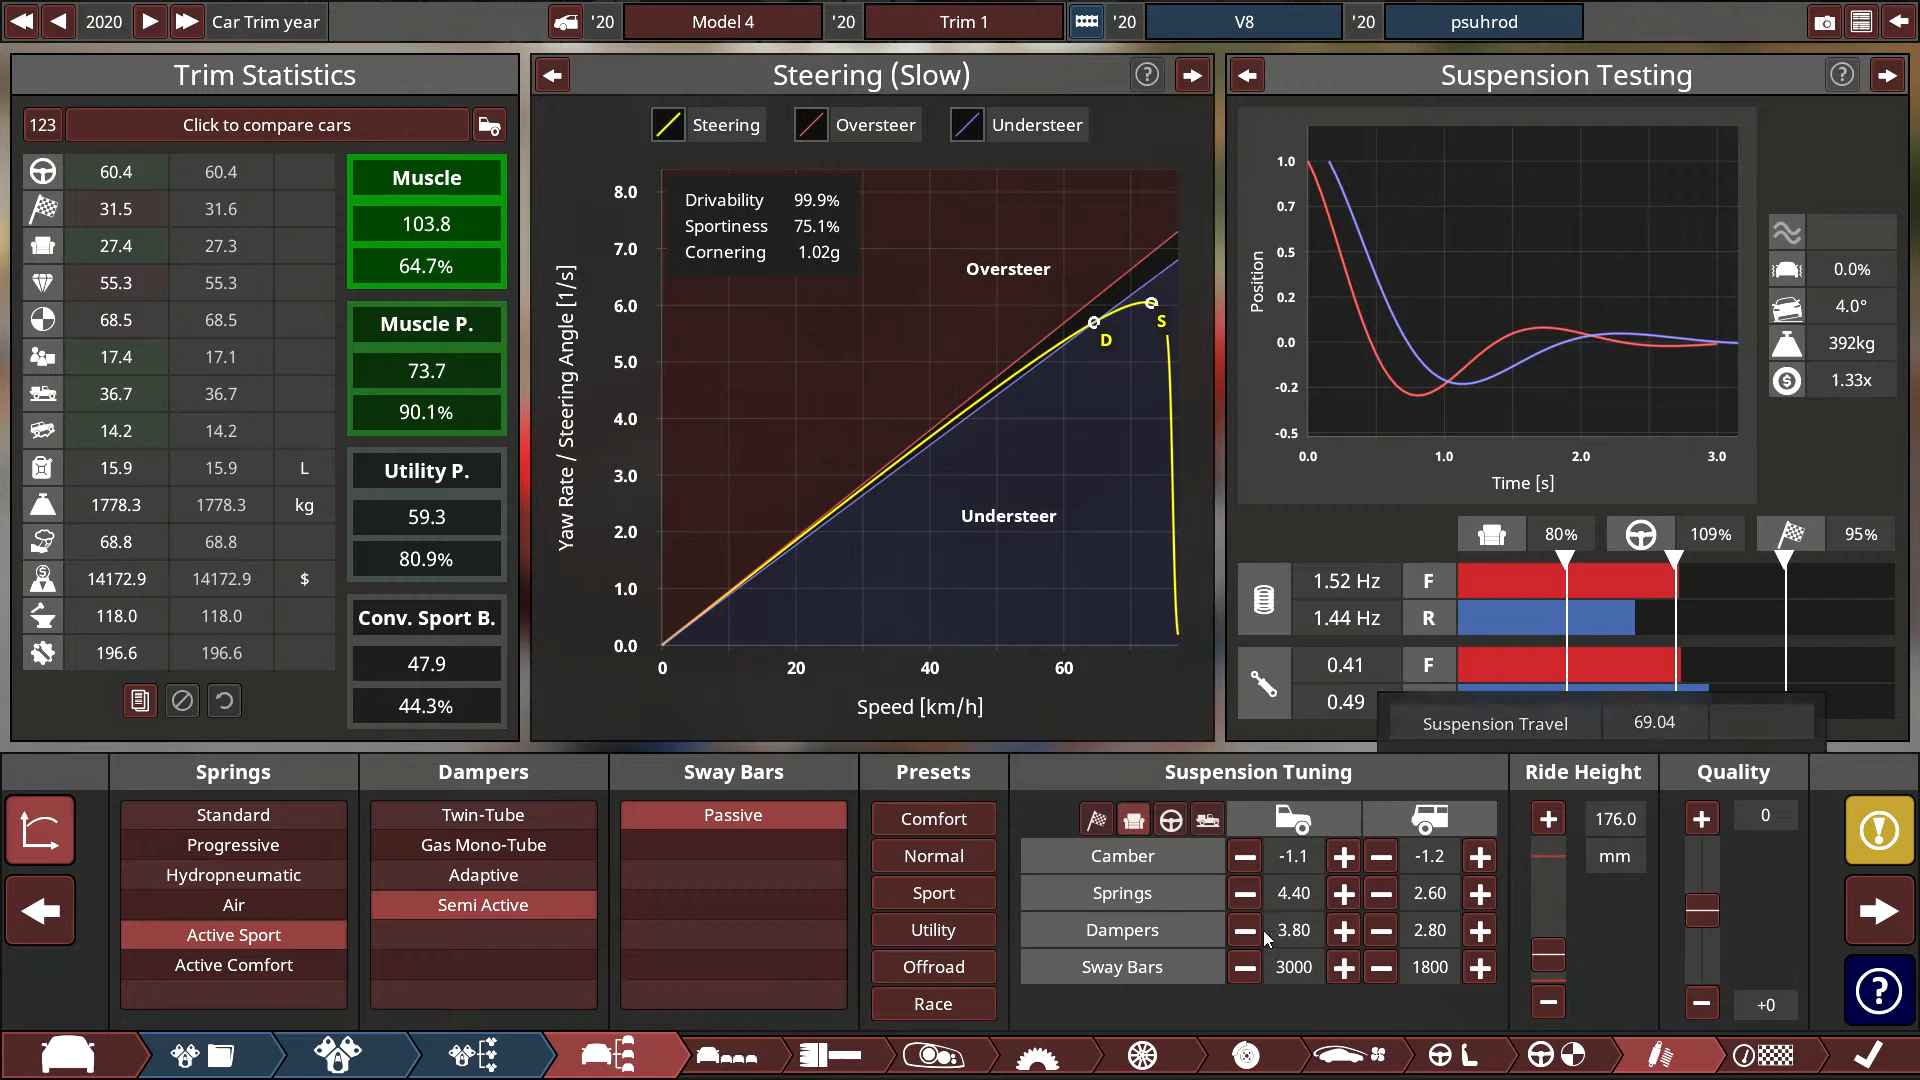 2020
Car Trim year
'20
Model 4
'20
Trim 1
'20
V8
'20
psuhrod
Trim Statistics
123
Click to compare cars
60.4 60.4
31.5 31.6
27.4 27.3
55.3 55.3
68.5 68.5
17.4 17.1
36.7 36.7
14.2 14.2
15.9 15.9 L
1778.3 1778.3 kg
68.8 68.8
14172.9 14172.9 $
118.0 118.0
196.6 196.6
Muscle
103.8
64.7%
Muscle P.
73.7
90.1%
Utility P.
59.3
80.9%
Conv. Sport B.
47.9
44.3%
Steering (Slow)
?
Steering
Oversteer
Understeer
Yaw Rate / Steering Angle [1/s]
8.0
7.0
6.0
5.0
4.0
3.0
2.0
1.0
0.0
Drivability 99.9%
Sportiness 75.1%
Cornering 1.02g
Oversteer
S
D
Understeer
0 20 40 60
Speed [km/h]
Suspension Testing
?
Position
1.0
0.7
0.5
0.2
0.0
-0.2
-0.5
0.0 1.0 2.0 3.0
Time [s]
0.0%
4.0°
392kg
1.33x
80% 109% 95%
1.52 Hz F
1.44 Hz R
0.41 F
0.49
Suspension Travel 69.04
Springs
Standard
Progressive
Hydropneumatic
Air
Active Sport
Active Comfort
Dampers
Twin-Tube
Gas Mono-Tube
Adaptive
Semi Active
Sway Bars
Passive
Presets
Comfort
Normal
Sport
Utility
Offroad
Race
Suspension Tuning
Camber -1.1 -1.2
Springs 4.40 2.60
Dampers 3.80 2.80
Sway Bars 3000 1800
Ride Height
176.0
mm
Quality
0
+0
?